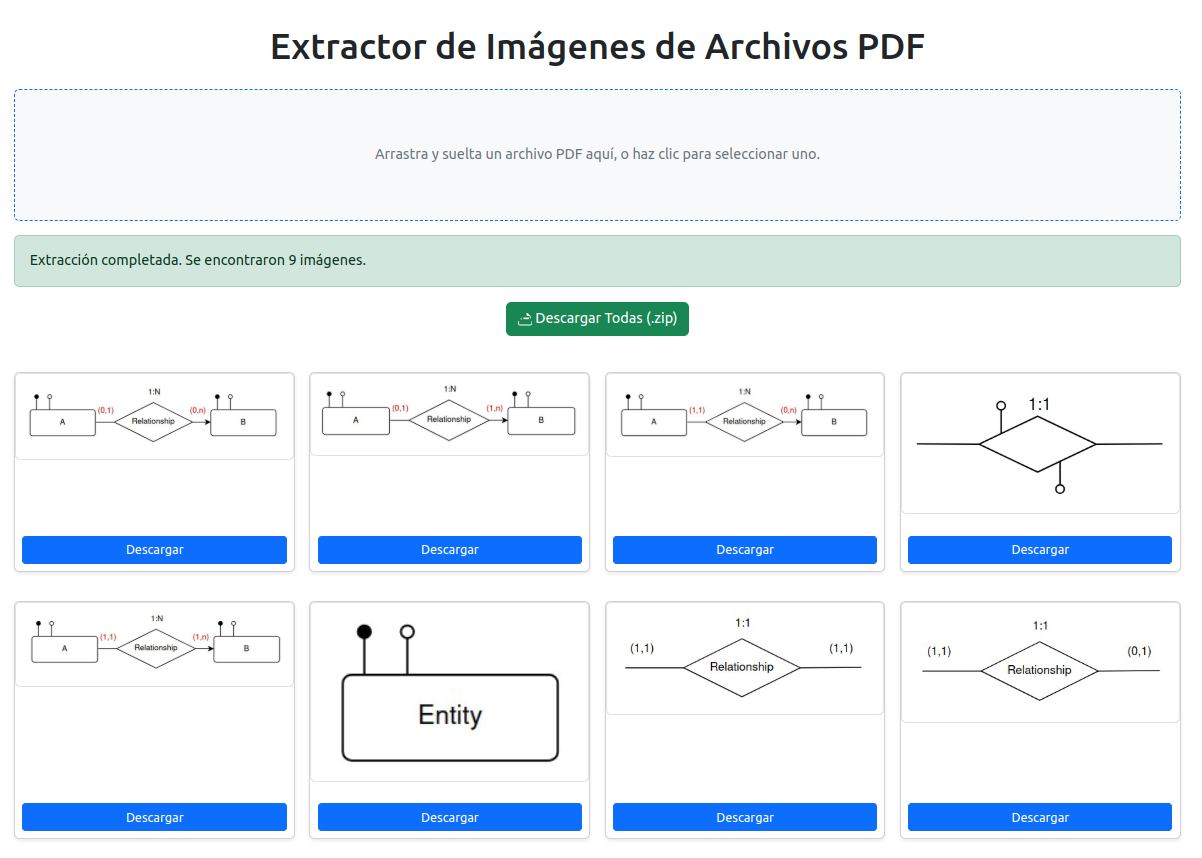 Extractor de Imágenes de Archivos PDF
Arrastra y suelta un archivo PDF aquí, o haz clic para seleccionar uno.
Extracción completada. Se encontraron 9 imágenes.
Descargar Todas (.zip)
1:N
A
(0,1)
Relationship
(0,n)
B
Descargar
1:N
A
(0,1)
Relationship
(1,n)
B
Descargar
1:N
A
(1,1)
Relationship
(0,n)
B
Descargar
1:1
Descargar
1:N
A
(1,1)
Relationship
(1,n)
B
Descargar
Entity
Descargar
1:1
(1,1)
(1,1)
Relationship
Descargar
1:1
(1,1)
(0,1)
Relationship
Descargar